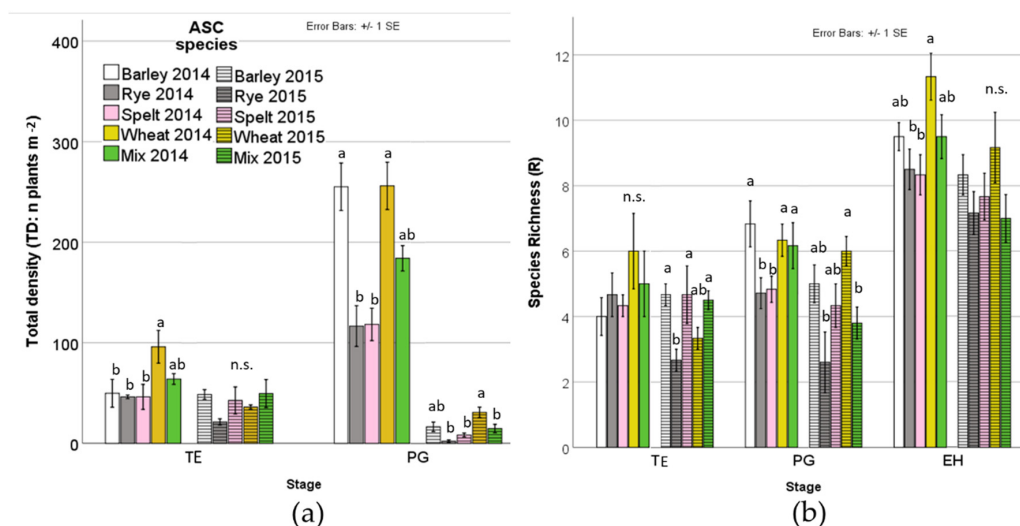 ASC
species
Error Bars: +/- 1 SE
Barley 2014
Barley 2015
Rye 2014
Rye 2015
Spelt 2014
Spelt 2015
Wheat 2014
Wheat 2015
Mix 2014
Mix 2015
Total density (TD: n plants m⁻²)
400
300
200
100
0
b
b
b
a
ab
n.s.
a
b
b
a
ab
ab
b
b
a
b
TE
PG
Stage
(a)
Error Bars: +/- 1 SE
Species Richness (R)
12
10
8
6
4
2
0
n.s.
a
b
a
ab
a
a
b
b
a
a
ab
b
ab
a
b
ab
b
b
a
ab
n.s.
TE
PG
EH
Stage
(b)